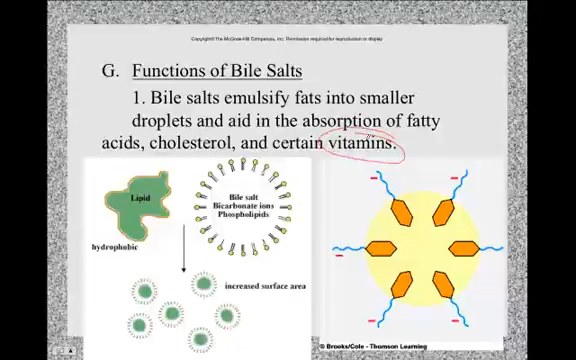 Copyright© The McGraw-Hill Companies, Inc. Permission required for reproduction or display
G. Functions of Bile Salts
1. Bile salts emulsify fats into smaller
droplets and aid in the absorption of fatty
acids, cholesterol, and certain vitamins.
Lipid
Bile salt
Bicarbonate ions
Phospholipids
hydrophobic
increased surface area
© Brooks/Cole - Thomson Learning